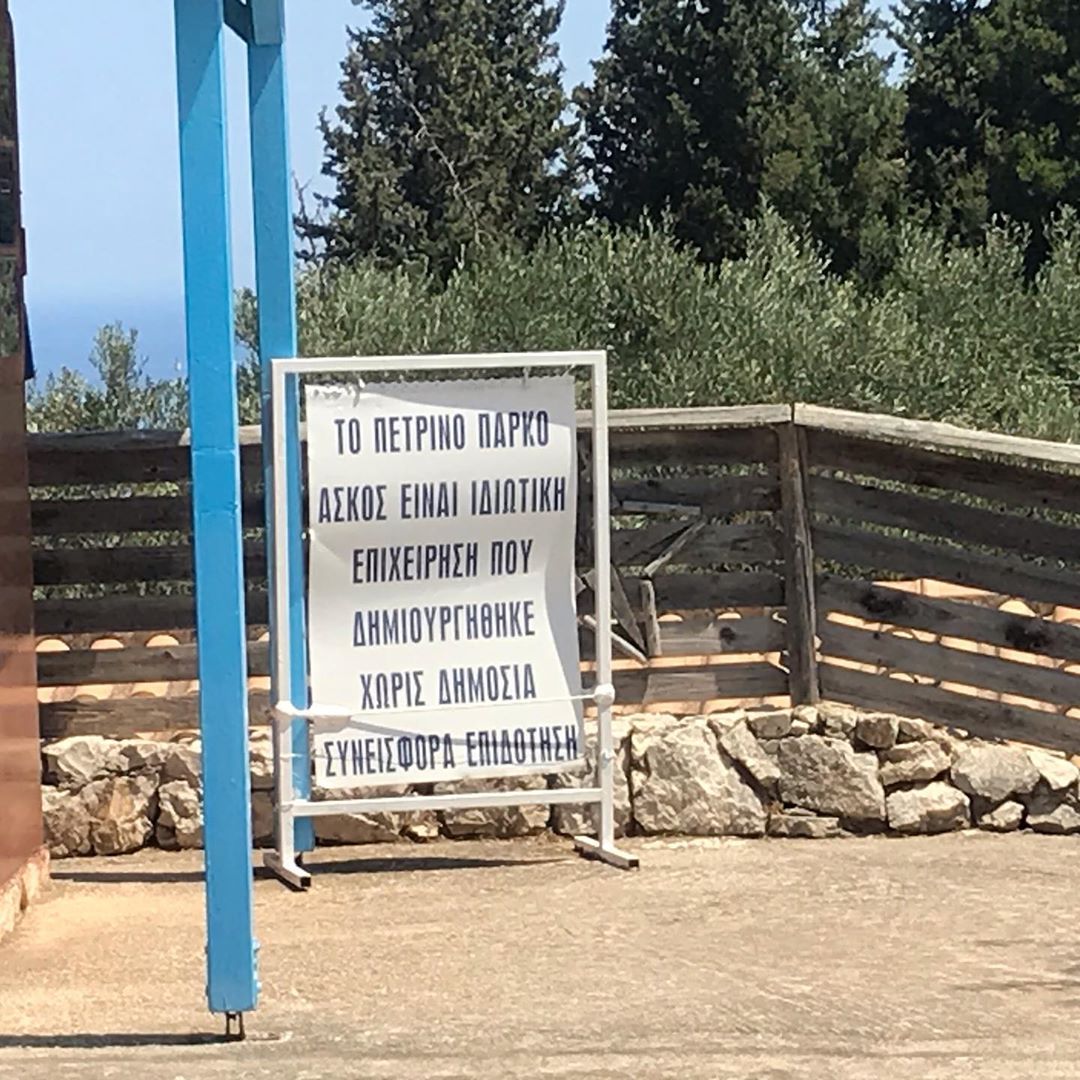 ΤΟ ΠΕΤΡΙΝΟ ΠΑΡΚΟ
ΑΣΚΟΣ ΕΙΝΑΙ ΙΔΙΩΤΙΚΗ
ΕΠΙΧΕΙΡΗΣΗ ΠΟΥ
ΔΗΜΙΟΥΡΓΗΘΗΚΕ
ΧΩΡΙΣ ΔΗΜΟΣΙΑ
ΣΥΝΕΙΣΦΟΡΑ ΕΠΙΔΟΤΗΣΗ